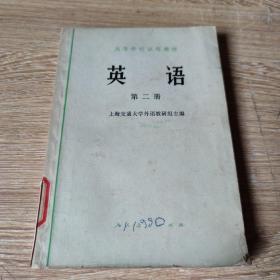 高等学校试用教材
英语
第二册
上海交通大学外语教研组主编